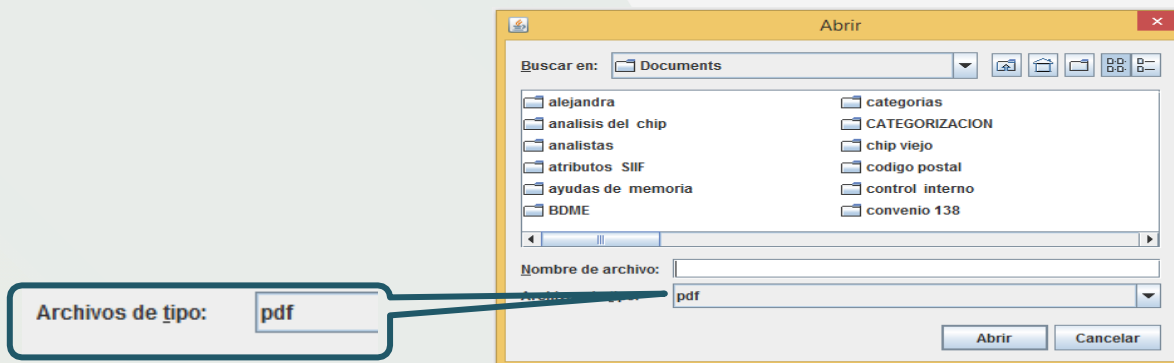 Abrir
Buscar en: Documents
alejandra
analisis del chip
analistas
atributos SIIF
ayudas de memoria
BDME
categorias
CATEGORIZACION
chip viejo
codigo postal
control interno
convenio 138
Nombre de archivo:
pdf
Abrir Cancelar
Archivos de tipo: pdf